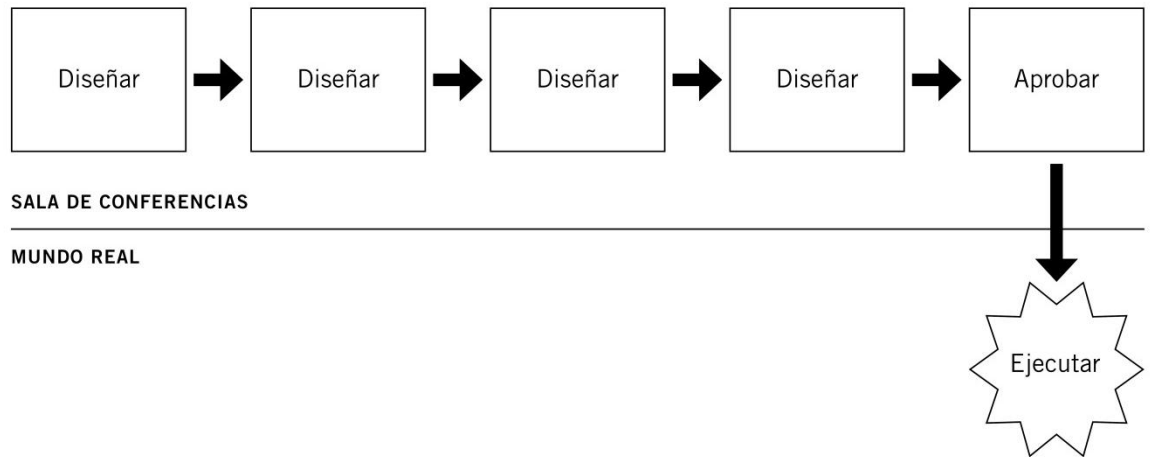 Diseñar
Diseñar
Diseñar
Diseñar
Aprobar
SALA DE CONFERENCIAS
MUNDO REAL
Ejecutar